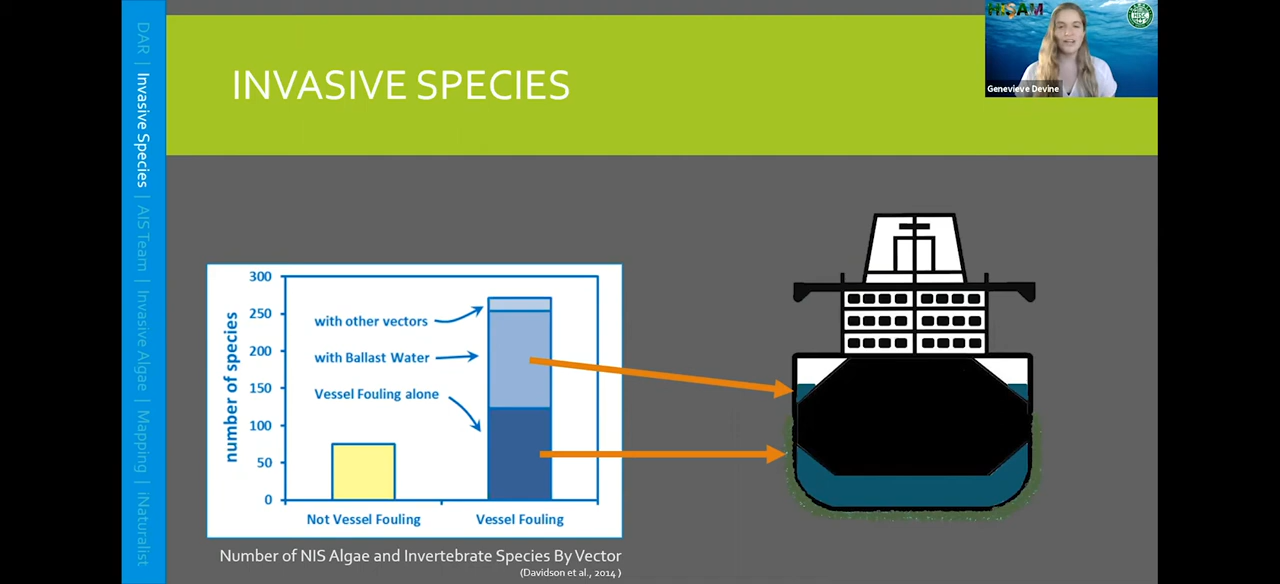 DAR | Invasive Species | AIS Team | Invasive Algae | Mapping | iNaturalist
INVASIVE SPECIES
HISAM
HISC
Genevieve Devine
number of species
300
250
200
150
100
50
0
with other vectors
with Ballast Water
Vessel Fouling alone
Not Vessel Fouling
Vessel Fouling
Number of NIS Algae and Invertebrate Species By Vector
(Davidson et al., 2014 )